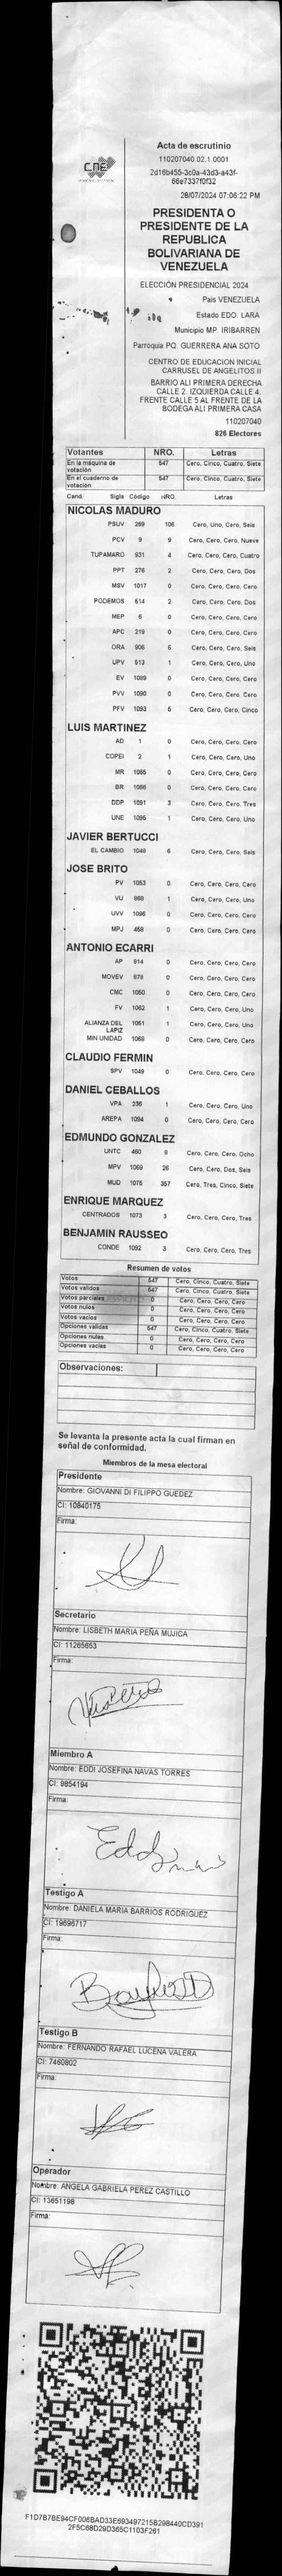 CNE
Acta de escrutinio
110207040.02.1.0001
2d16b455-3c0a-43d3-a43f-
66e7337f0f32
28/07/2024 07:06:22 PM
PRESIDENTA O
PRESIDENTE DE LA
REPUBLICA
BOLIVARIANA DE
VENEZUELA
ELECCIÓN PRESIDENCIAL 2024
País VENEZUELA
Estado EDO. LARA
Municipio MP. IRIBARREN
Parroquia PQ. GUERRERA ANA SOTO
CENTRO DE EDUCACION INICIAL
CARRUSEL DE ANGELITOS II
BARRIO ALI PRIMERA DERECHA
CALLE 2. IZQUIERDA CALLE 4.
FRENTE CALLE 5 AL FRENTE DE LA
BODEGA ALI PRIMERA CASA
110207040
826 Electores
Votantes NRO. Letras
En la máquina de votación 547 Cero, Cinco, Cuatro, Siete
En el cuaderno de votación 547 Cero, Cinco, Cuatro, Siete
Cand. Sigla Código NRO. Letras
NICOLAS MADURO
PSUV 269 106 Cero, Uno, Cero, Seis
PCV 9 9 Cero, Cero, Cero, Nueve
TUPAMARO 931 4 Cero, Cero, Cero, Cuatro
PPT 276 2 Cero, Cero, Cero, Dos
MSV 1017 0 Cero, Cero, Cero, Cero
PODEMOS 614 2 Cero, Cero, Cero, Dos
MEP 6 0 Cero, Cero, Cero, Cero
APC 219 0 Cero, Cero, Cero, Cero
ORA 906 6 Cero, Cero, Cero, Seis
UPV 613 1 Cero, Cero, Cero, Uno
EV 1089 0 Cero, Cero, Cero, Cero
PVV 1090 0 Cero, Cero, Cero, Cero
PFV 1093 5 Cero, Cero, Cero, Cinco
LUIS MARTINEZ
AD 1 0 Cero, Cero, Cero, Cero
COPEI 2 1 Cero, Cero, Cero, Uno
MR 1065 0 Cero, Cero, Cero, Cero
BR 1066 0 Cero, Cero, Cero, Cero
DDP 1091 3 Cero, Cero, Cero, Tres
UNE 1095 1 Cero, Cero, Cero, Uno
JAVIER BERTUCCI
EL CAMBIO 1048 6 Cero, Cero, Cero, Seis
JOSE BRITO
PV 1053 0 Cero, Cero, Cero, Cero
VU 868 1 Cero, Cero, Cero, Uno
UVV 1096 0 Cero, Cero, Cero, Cero
MPJ 458 0 Cero, Cero, Cero, Cero
ANTONIO ECARRI
AP 814 0 Cero, Cero, Cero, Cero
MOVEV 879 0 Cero, Cero, Cero, Cero
CMC 1050 0 Cero, Cero, Cero, Cero
FV 1062 1 Cero, Cero, Cero, Uno
ALIANZA DEL LAPIZ 1051 1 Cero, Cero, Cero, Uno
MIN UNIDAD 1068 0 Cero, Cero, Cero, Cero
CLAUDIO FERMIN
SPV 1049 0 Cero, Cero, Cero, Cero
DANIEL CEBALLOS
VPA 236 1 Cero, Cero, Cero, Uno
AREPA 1094 0 Cero, Cero, Cero, Cero
EDMUNDO GONZALEZ
UNTC 460 8 Cero, Cero, Cero, Ocho
MPV 1069 26 Cero, Cero, Dos, Seis
MUD 1075 357 Cero, Tres, Cinco, Siete
ENRIQUE MARQUEZ
CENTRADOS 1073 3 Cero, Cero, Cero, Tres
BENJAMIN RAUSSEO
CONDE 1092 3 Cero, Cero, Cero, Tres
Resumen de votos
Votos 547 Cero, Cinco, Cuatro, Siete
Votos validos 547 Cero, Cinco, Cuatro, Siete
Votos parciales 0 Cero, Cero, Cero, Cero
Votos nulos 0 Cero, Cero, Cero, Cero
Votos vacíos 0 Cero, Cero, Cero, Cero
Opciones validas 547 Cero, Cinco, Cuatro, Siete
Opciones nulas 0 Cero, Cero, Cero, Cero
Opciones vacías 0 Cero, Cero, Cero, Cero
Observaciones:
Se levanta la presente acta la cual firman en
señal de conformidad.
Miembros de la mesa electoral
Presidente
Nombre: GIOVANNI DI FILIPPO GUEDEZ
CI: 10840175
Firma:
Secretario
Nombre: LISBETH MARIA PEÑA MUJICA
CI: 11265653
Firma:
Miembro A
Nombre: EDDI JOSEFINA NAVAS TORRES
CI: 9854194
Firma:
Testigo A
Nombre: DANIELA MARIA BARRIOS RODRIGUEZ
CI: 19696717
Firma:
Testigo B
Nombre: FERNANDO RAFAEL LUCENA VALERA
CI: 7460802
Firma:
Operador
Nombre: ANGELA GABRIELA PEREZ CASTILLO
CI: 13651198
Firma:
F1D7B7BE94CF006BAD33E693497215B298440CD391
2F5C6BD29D365C1103F261